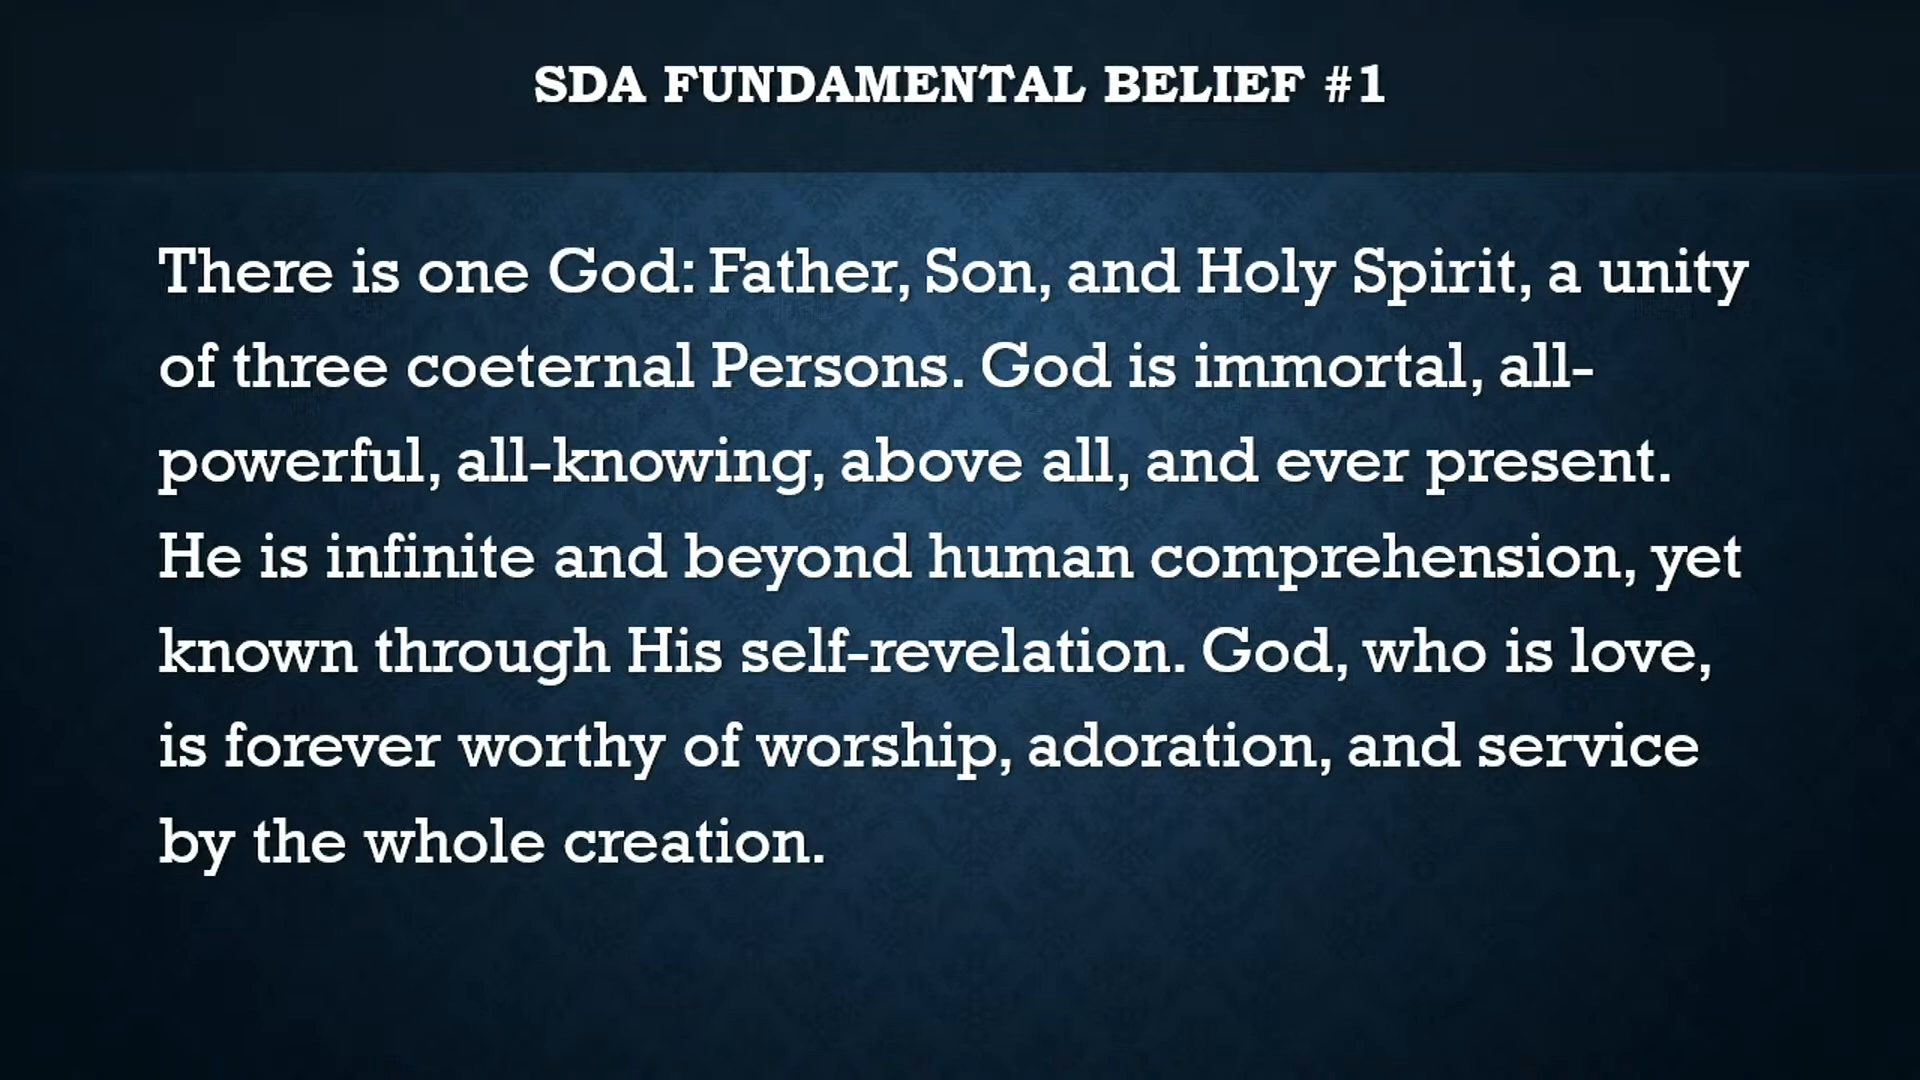 SDA FUNDAMENTAL BELIEF #1
There is one God: Father, Son, and Holy Spirit, a unity
of three coeternal Persons. God is immortal, all-
powerful, all-knowing, above all, and ever present.
He is infinite and beyond human comprehension, yet
known through His self-revelation. God, who is love,
is forever worthy of worship, adoration, and service
by the whole creation.